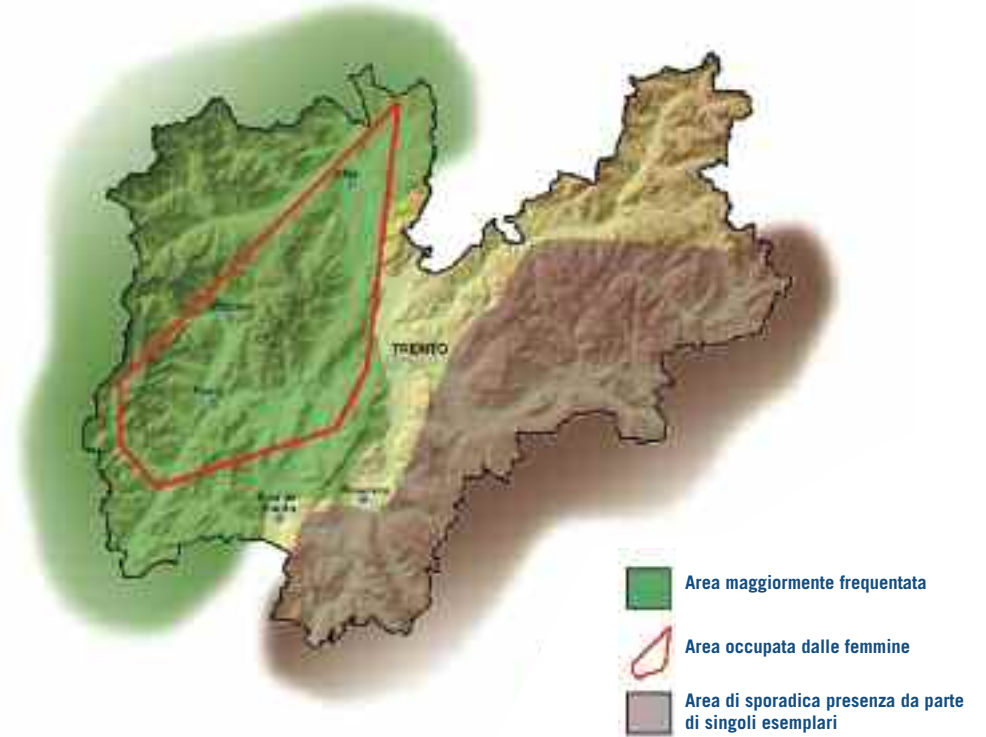 TRENTO
Area maggiormente frequentata
Area occupata dalle femmine
Area di sporadica presenza da parte
di singoli esemplari